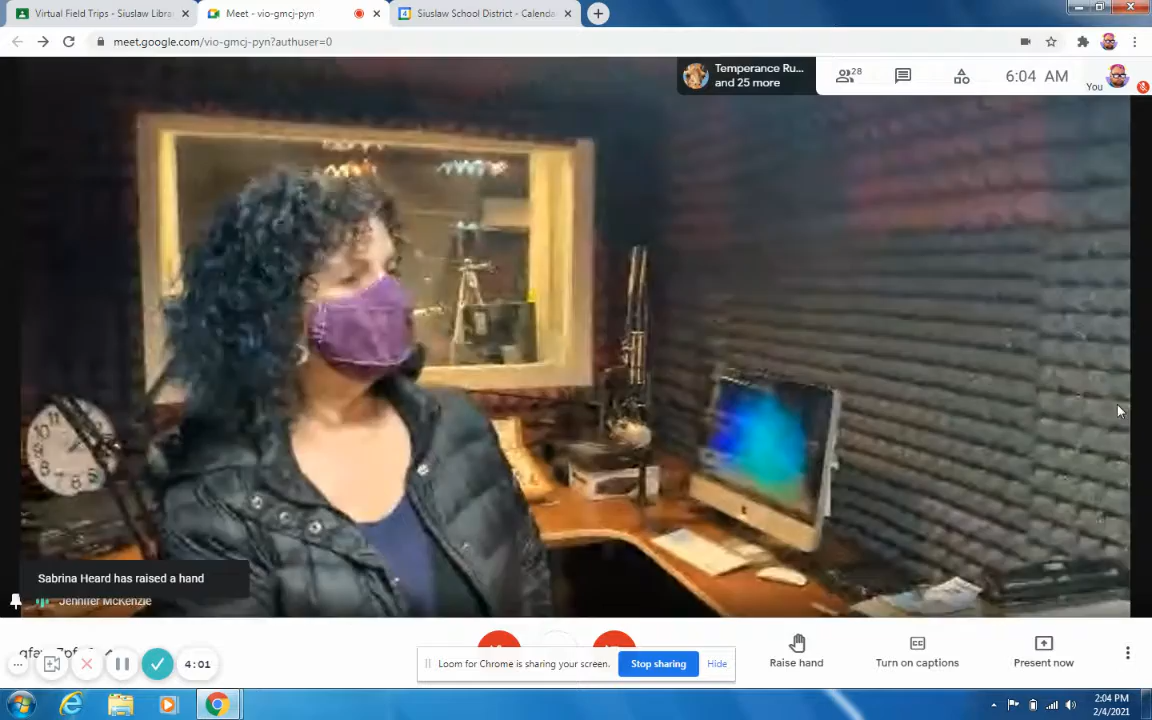 Virtual Field Trips - Siuslaw Libra
Meet - vio-gmcj-pyn
Siuslaw School District - Calenda
meet.google.com/vio-gmcj-pyn?authuser=0
Temperance Ru...
and 25 more
28
6:04 AM
You
Sabrina Heard has raised a hand
Jennifer McKenzie
4:01
Loom for Chrome is sharing your screen.
Stop sharing
Hide
Raise hand
Turn on captions
Present now
2:04 PM
2/4/2021